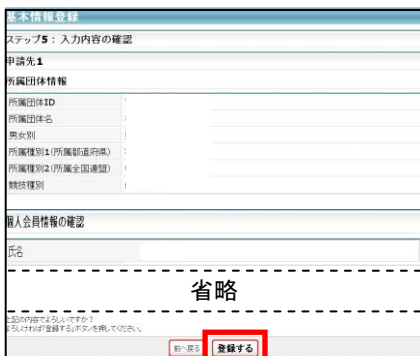 基本情報登録
ステップ5：入力内容の確認
申請先1
所属団体情報
所属団体ID
所属団体名
男女別
所属種別1(所属都道府県)
所属種別2(所属全国連盟)
競技種別
個人会員情報の確認
氏名
省略
上記の内容でよろしいですか？
よろしければ「登録する」ボタンを押してください。
前へ戻る 登録する